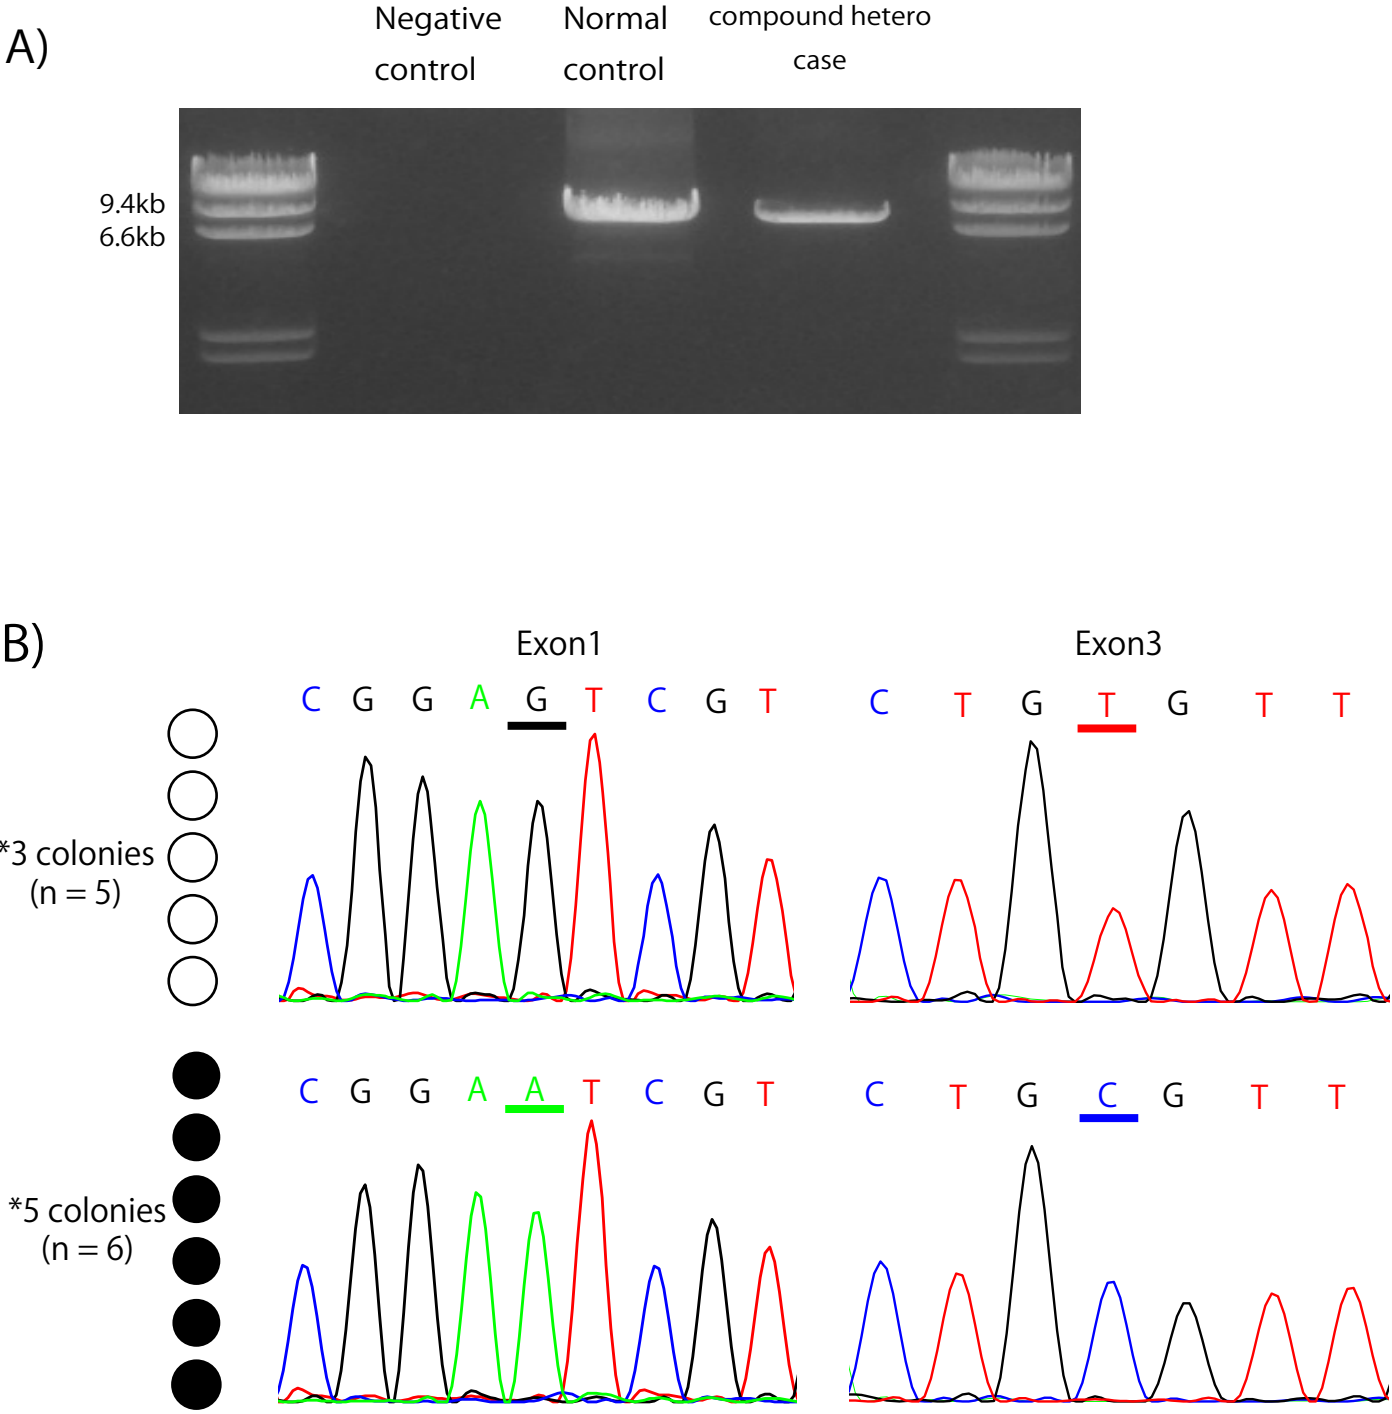 A)
Negative control
Normal control
compound hetero case
9.4kb
6.6kb
B)
Exon1
Exon3
C G G A G T C G T
C T G T G T T
*3 colonies
(n = 5)
C G G A A T C G T
C T G C G T T
*5 colonies
(n = 6)